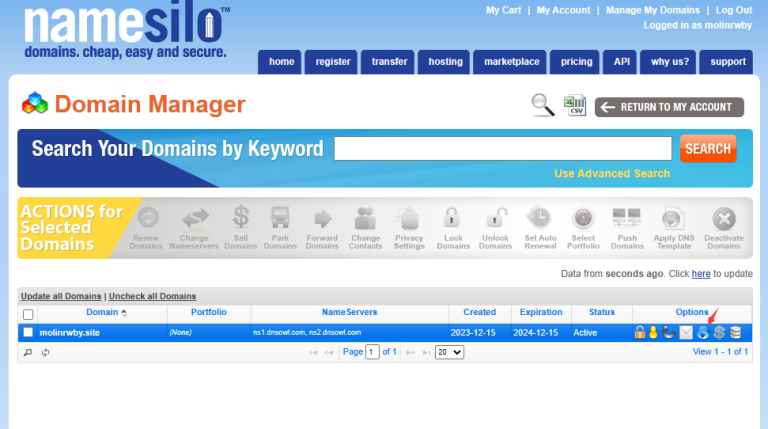 My Cart | My Account | Manage My Domains | Log Out
Logged in as molinrwby
namesilo™
domains. cheap, easy and secure.
home register transfer hosting marketplace pricing API why us? support
Domain Manager
CSV
RETURN TO MY ACCOUNT
Search Your Domains by Keyword
SEARCH
Use Advanced Search
ACTIONS for
Selected
Domains
Renew Domains
Change Nameservers
Sell Domains
Park Domains
Forward Domains
Change Contacts
Privacy Settings
Lock Domains
Unlock Domains
Set Auto Renewal
Select Portfolio
Push Domains
Apply DNS Template
Deactivate Domains
Data from seconds ago. Click here to update
Update all Domains | Uncheck all Domains
Domain Portfolio NameServers Created Expiration Status Options
molinrwby.site (None) ns1.dnsowl.com, ns2.dnsowl.com 2023-12-15 2024-12-15 Active
Page 1 of 1 20 View 1 - 1 of 1